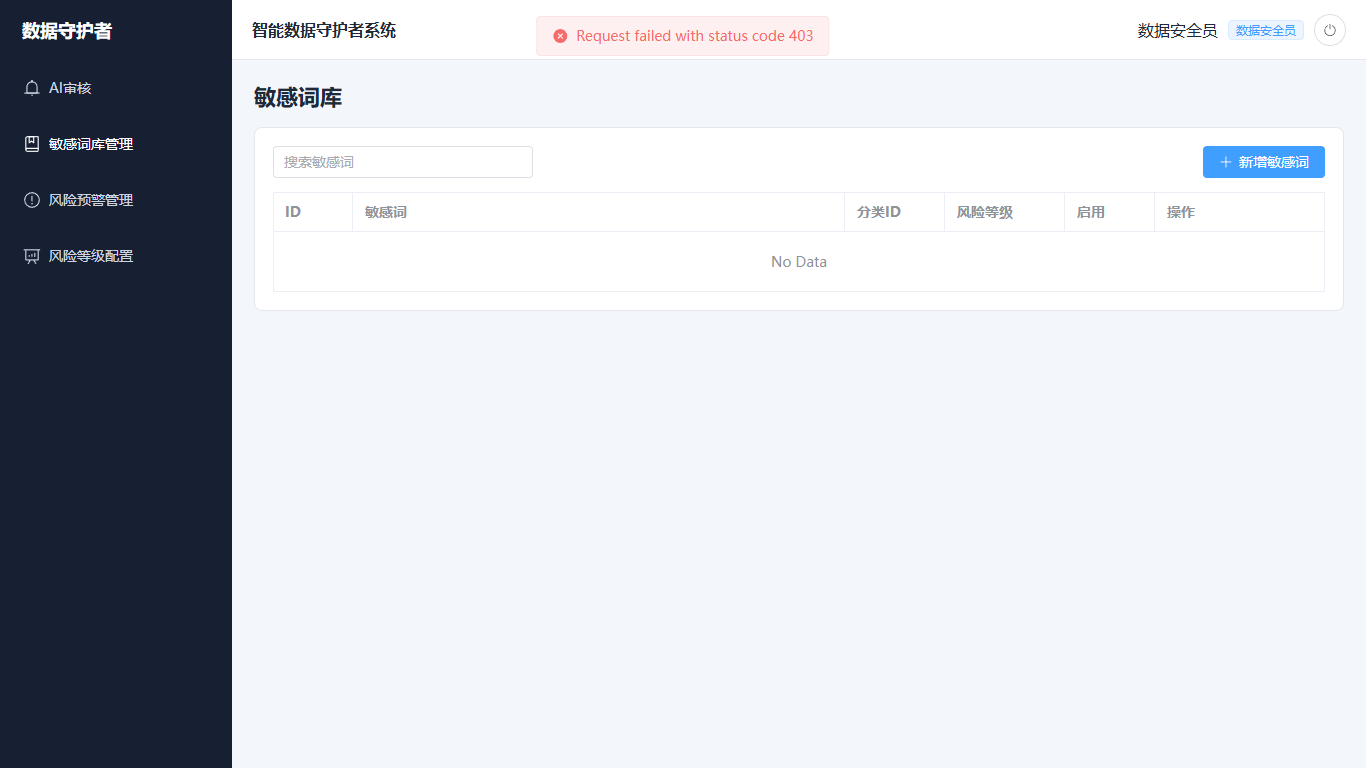 数据守护者
AI审核
敏感词库管理
风险预警管理
风险等级配置
智能数据守护者系统
Request failed with status code 403
数据安全员
数据安全员
敏感词库
搜索敏感词
新增敏感词
ID 敏感词 分类ID 风险等级 启用 操作
No Data